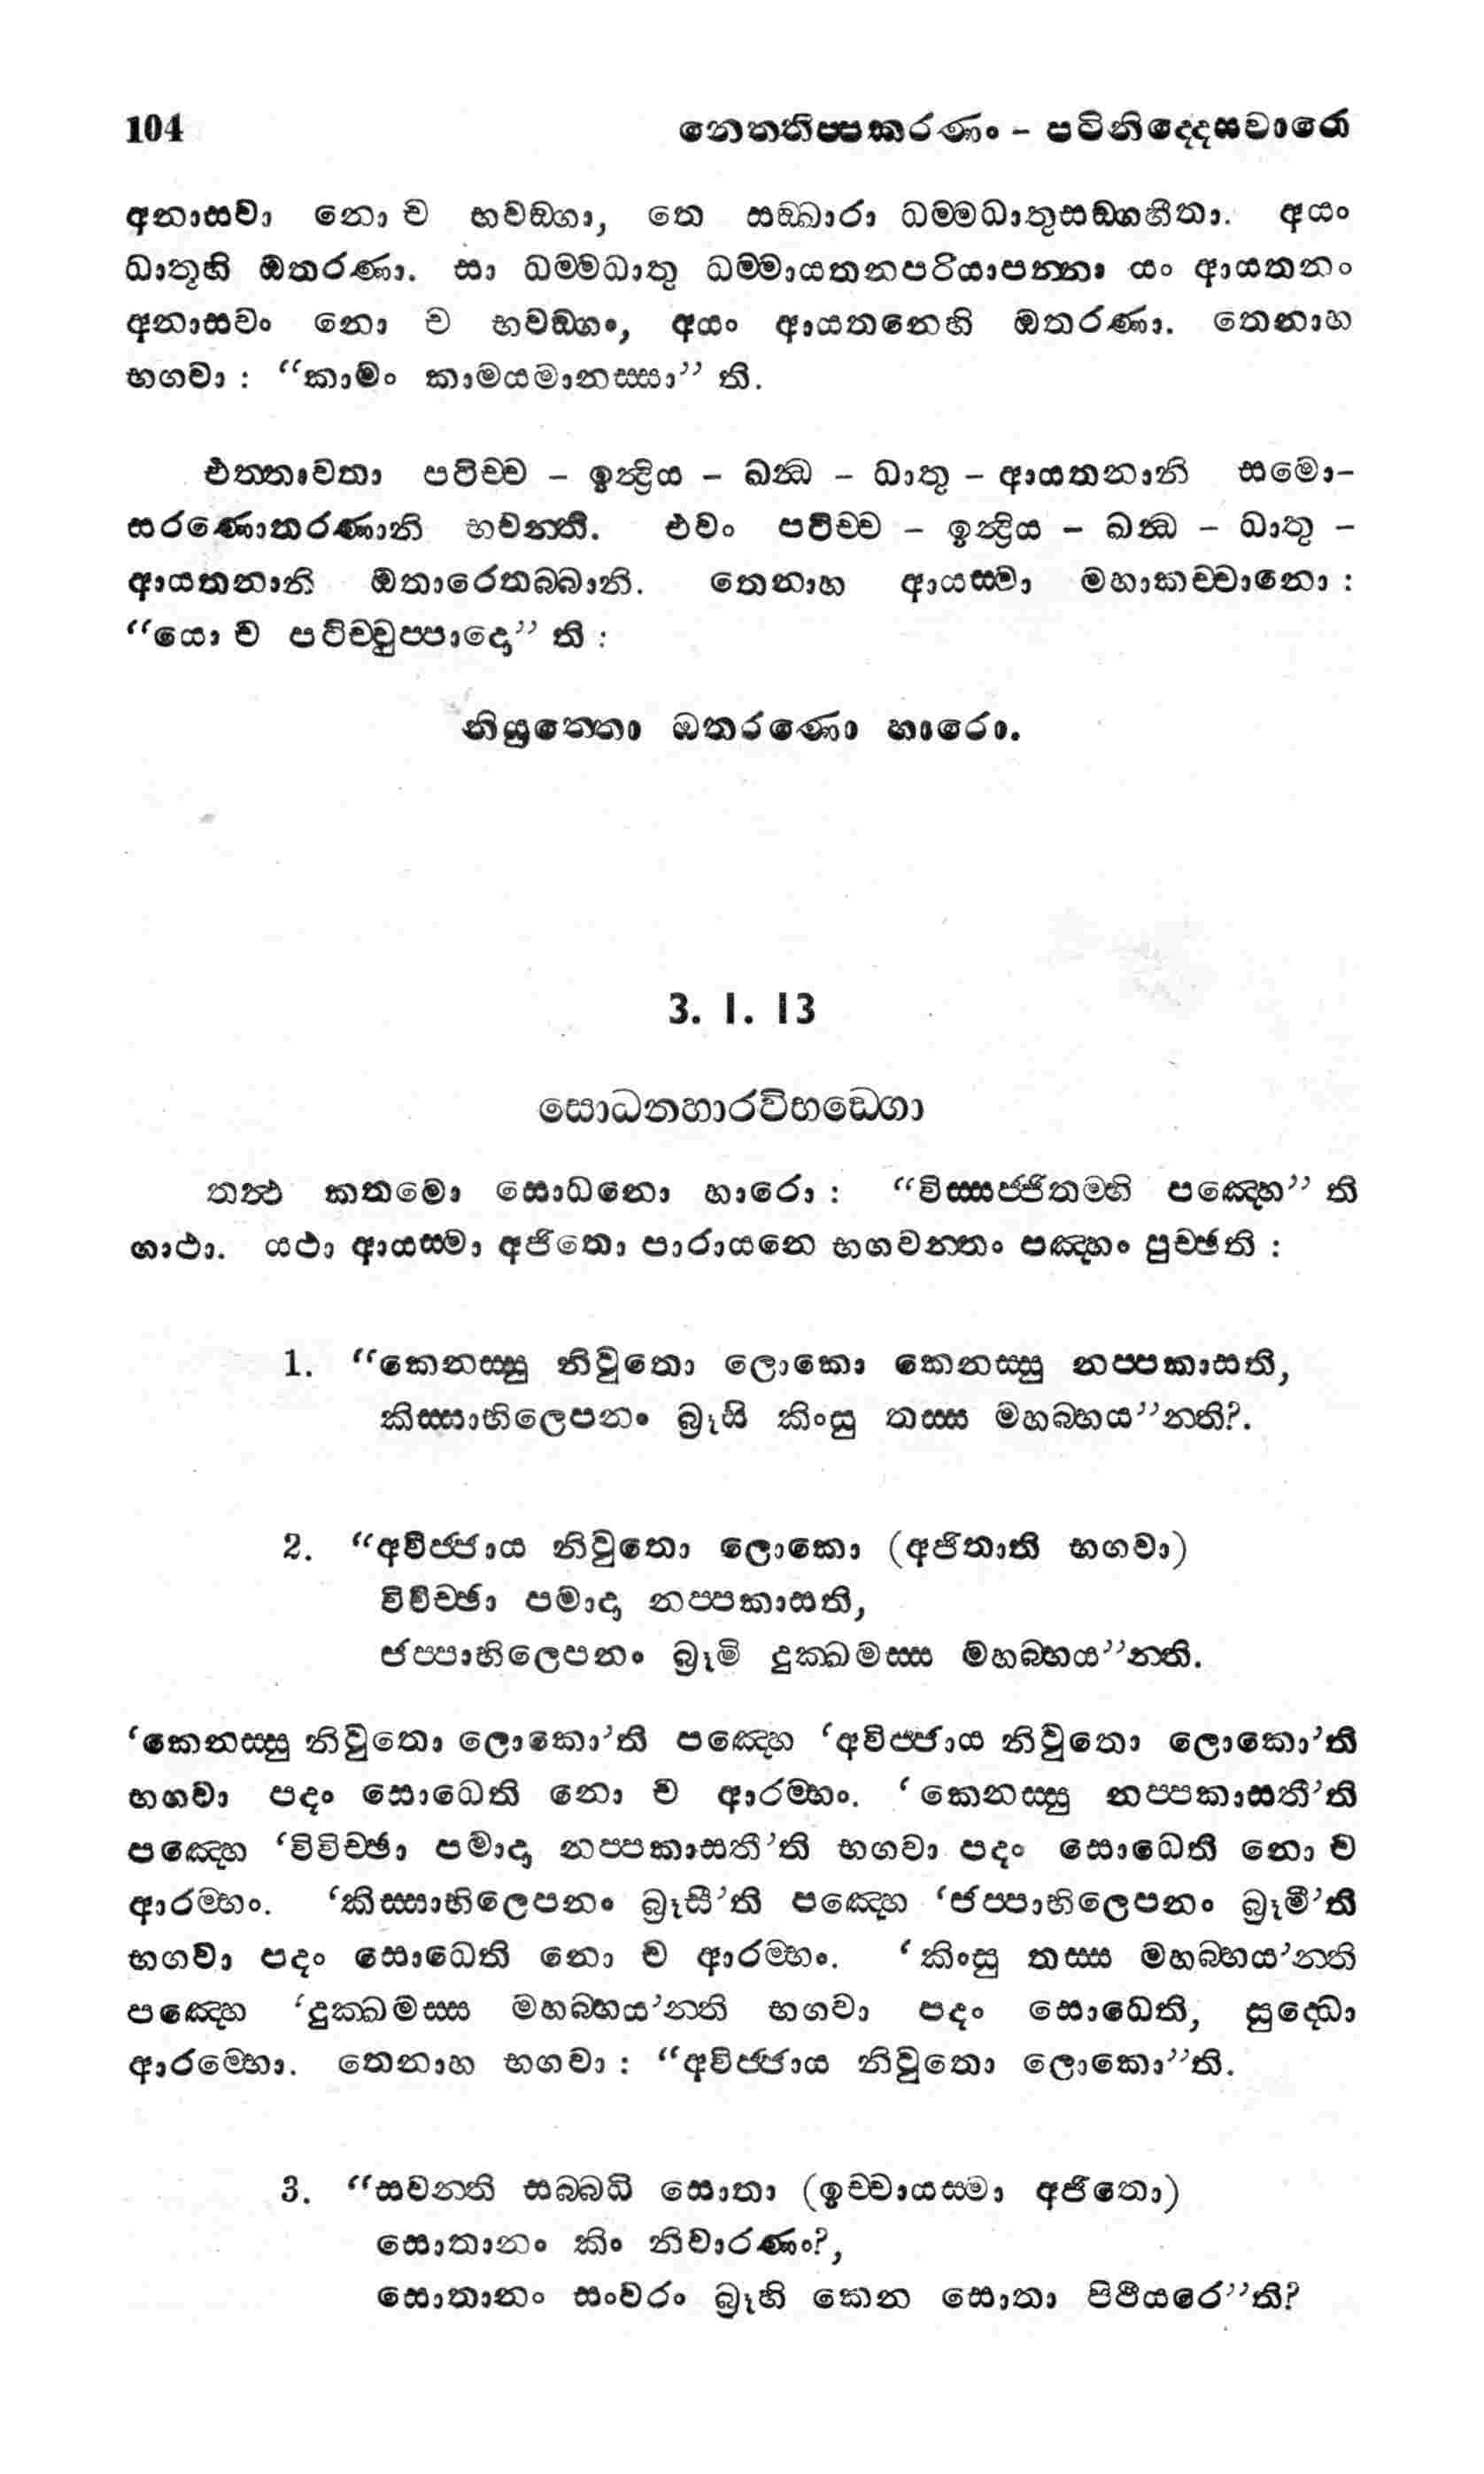 104 නෙත්තිප්පකරණං - පටිනිද්දෙසවාරො
අනාසවා නො ච භවඞ්ගා, තෙ සඞ්ඛාරා ධම්මධාතුසඞ්ගහීතා. අයං
ධාතූහි ඔතරණා. සා ධම්මධාතු ධම්මායතනපරියාපන්නා යං ආයතනං
අනාසවං නො ච භවඞ්ගං, අයං ආයතනෙහි ඔතරණා. තෙනාහ
භගවා : “කාමං කාමයමානස්සා” ති.
එත්තාවතා පටිච්ච - ඉන්ද්‍රිය - ඛන්ධ - ධාතු - ආයතනානි සමො-
සරණොතරණානි භවන්ති. එවං පටිච්ච - ඉන්ද්‍රිය - ඛන්ධ - ධාතු -
ආයතනානි ඔතාරෙතබ්බානි. තෙනාහ ආයස්මා මහාකච්චානො :
“යො ච පටිච්චුප්පාදො” ති :
නියුත්තො ඔතරණො හාරො.
3. 1. 13
සොධනහාරවිභඞ්ගො
තත්‍ථ කතමො සොධනො හාරො : “විස්සජ්ජිතම්හි පඤ්හෙ” ති
ගාථා. යථා ආයස්මා අජිතො පාරායනෙ භගවන්තං පඤ්හං පුච්ඡති :
1. “කෙනස්සු නිවුතො ලොකො කෙනස්සු නප්පකාසති,
කිස්සාභිලෙපනං බ්‍රූසි කිංසු තස්ස මහබ්භය”න්ති?.
2. “අවිජ්ජාය නිවුතො ලොකො (අජිතාති භගවා)
විවිච්ඡා පමාදා නප්පකාසති,
ජප්පාභිලෙපනං බ්‍රූමි දුක්ඛමස්ස මහබ්භය”න්ති.
‘කෙනස්සු නිවුතො ලොකො’ති පඤ්හෙ ‘අවිජ්ජාය නිවුතො ලොකො’ති
භගවා පදං සොධෙති නො ච ආරම්භං. ‘කෙනස්සු නප්පකාසතී’ති
පඤ්හෙ ‘විවිච්ඡා පමාදා නප්පකාසතී’ති භගවා පදං සොධෙති නො ච
ආරම්භං. ‘කිස්සාභිලෙපනං බ්‍රූසී’ති පඤ්හෙ ‘ජප්පාභිලෙපනං බ්‍රූමී’ති
භගවා පදං සොධෙති නො ච ආරම්භං. ‘කිංසු තස්ස මහබ්භය’න්ති
පඤ්හෙ ‘දුක්ඛමස්ස මහබ්භය’න්ති භගවා පදං සොධෙති, සුද්ධො
ආරම්භො. තෙනාහ භගවා : “අවිජ්ජාය නිවුතො ලොකො”ති.
3. “සවන්ති සබ්බධි සොතා (ඉච්චායස්මා අජිතො)
සොතානං කිං නිවාරණං?,
සොතානං සංවරං බ්‍රූහි කෙන සොතා පිථීයරෙ”ති?